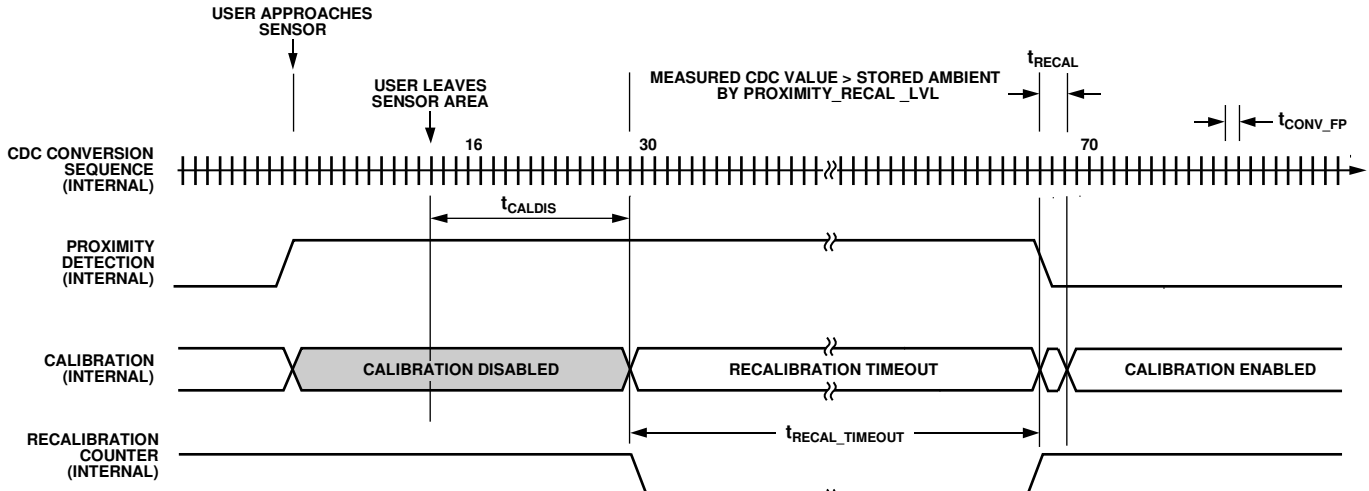 USER APPROACHES
SENSOR
USER LEAVES
SENSOR AREA
MEASURED CDC VALUE > STORED AMBIENT
BY PROXIMITY_RECAL _LVL
tRECAL
tCONV_FP
CDC CONVERSION
SEQUENCE
(INTERNAL)
16
30
70
tCALDIS
PROXIMITY
DETECTION
(INTERNAL)
CALIBRATION
(INTERNAL)
CALIBRATION DISABLED
RECALIBRATION TIMEOUT
CALIBRATION ENABLED
RECALIBRATION
COUNTER
(INTERNAL)
tRECAL_TIMEOUT